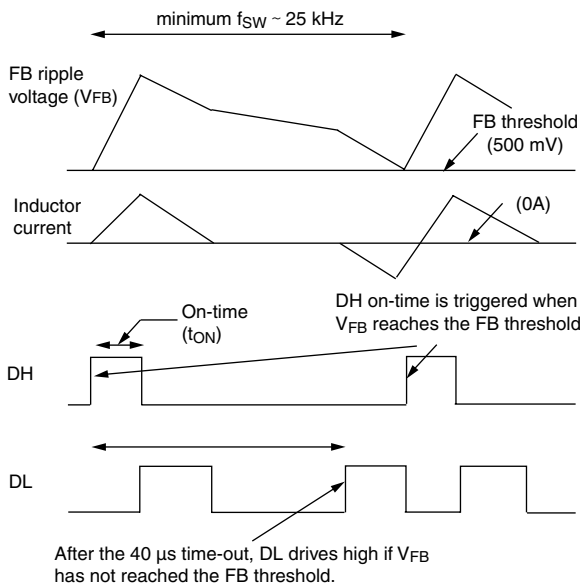 minimum fSW ~ 25 kHz
FB ripple
voltage (VFB)
FB threshold
(500 mV)
Inductor
current
(0A)
DH on-time is triggered when
VFB reaches the FB threshold
On-time
(tON)
DH
DL
After the 40 µs time-out, DL drives high if VFB
has not reached the FB threshold.